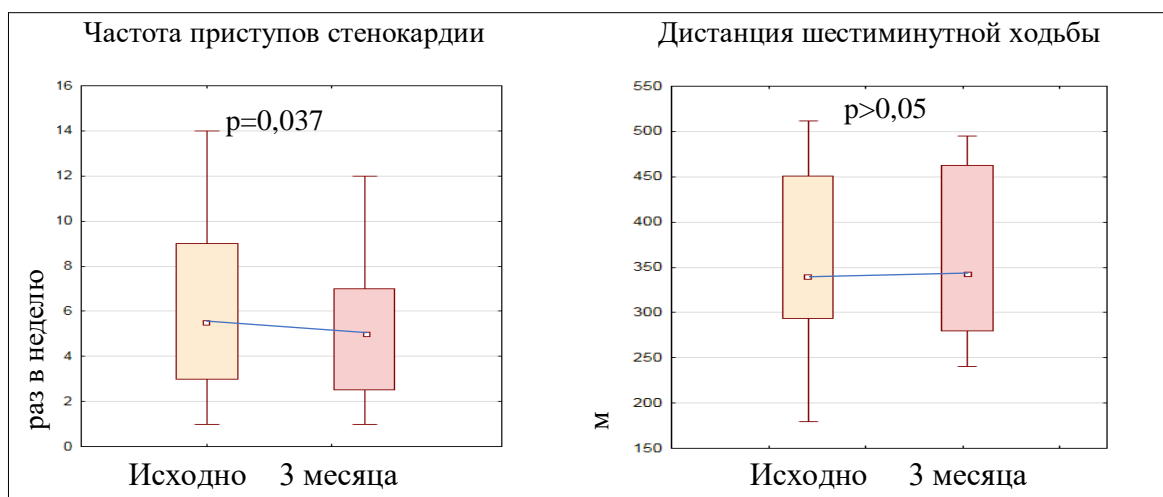 Частота приступов стенокардии
16
14
12
10
8
6
4
2
0
раз в неделю
p=0,037
Исходно 3 месяца
Дистанция шестиминутной ходьбы
550
500
450
400
350
300
250
200
150
м
p>0,05
Исходно 3 месяца